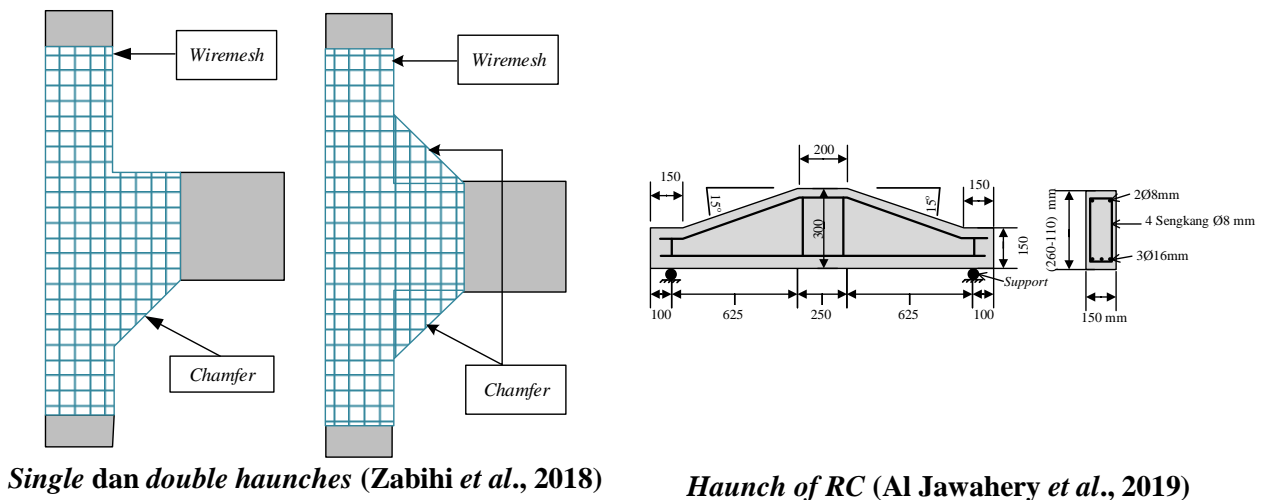 Wiremesh
Chamfer
Wiremesh
Chamfer
Single dan double haunches (Zabihi et al., 2018)
200
150
150
15°
15°
300
150
Support
100
625
250
625
100
2Ø8mm
4 Sengkang Ø8 mm
3Ø16mm
(260-110) mm
150 mm
Haunch of RC (Al Jawahery et al., 2019)